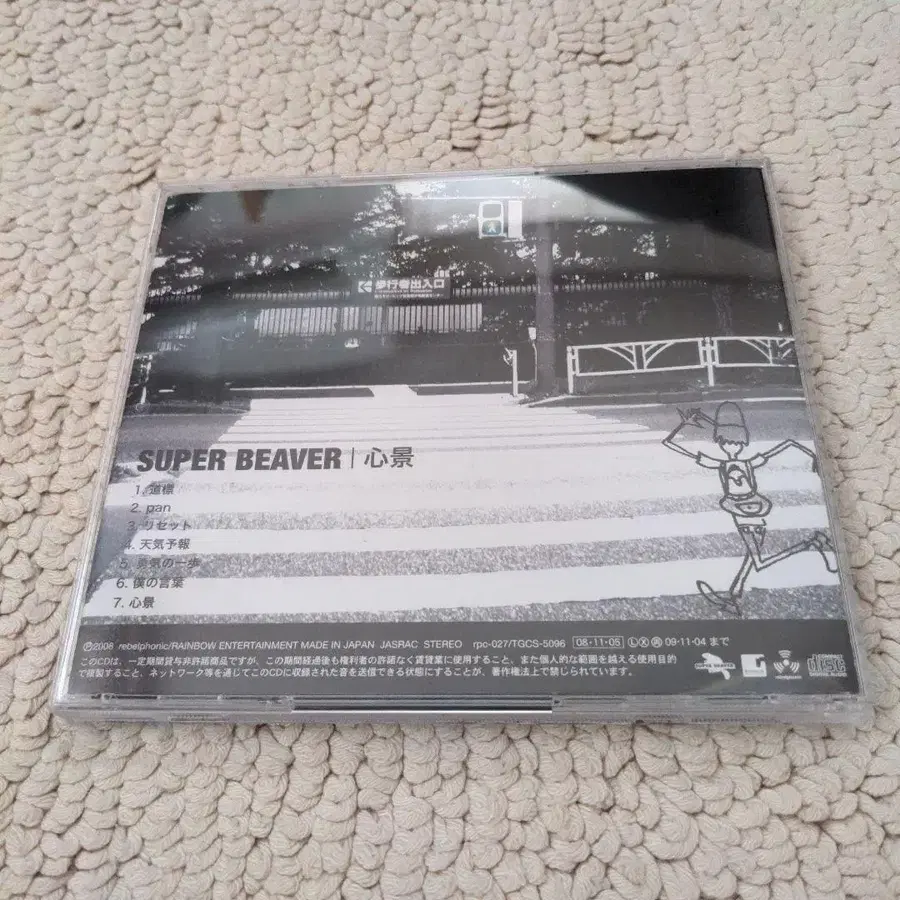 歩行者出入口
SUPER BEAVER | 心景
1. 道標
2. pan
3. リセット
4. 天気予報
5. 勇気の一歩
6. 僕の言葉
7. 心景
Ⓟ2008 rebelphonic/RAINBOW ENTERTAINMENT MADE IN JAPAN JASRAC STEREO rpc-027/TGCS-5096 08・11・05 Ⓛ Ⓧ 09・11・04 まで
このCDは、一定期間貸与非許諾商品ですが、この期間経過後も権利者の許諾なく賃貸業に使用すること、また個人的な範囲を越える使用目的
で複製すること、ネットワーク等を通じてこのCDに収録された音を送信できる状態にすることが、著作権法上で禁じられています。
SUPER BEAVER
disc